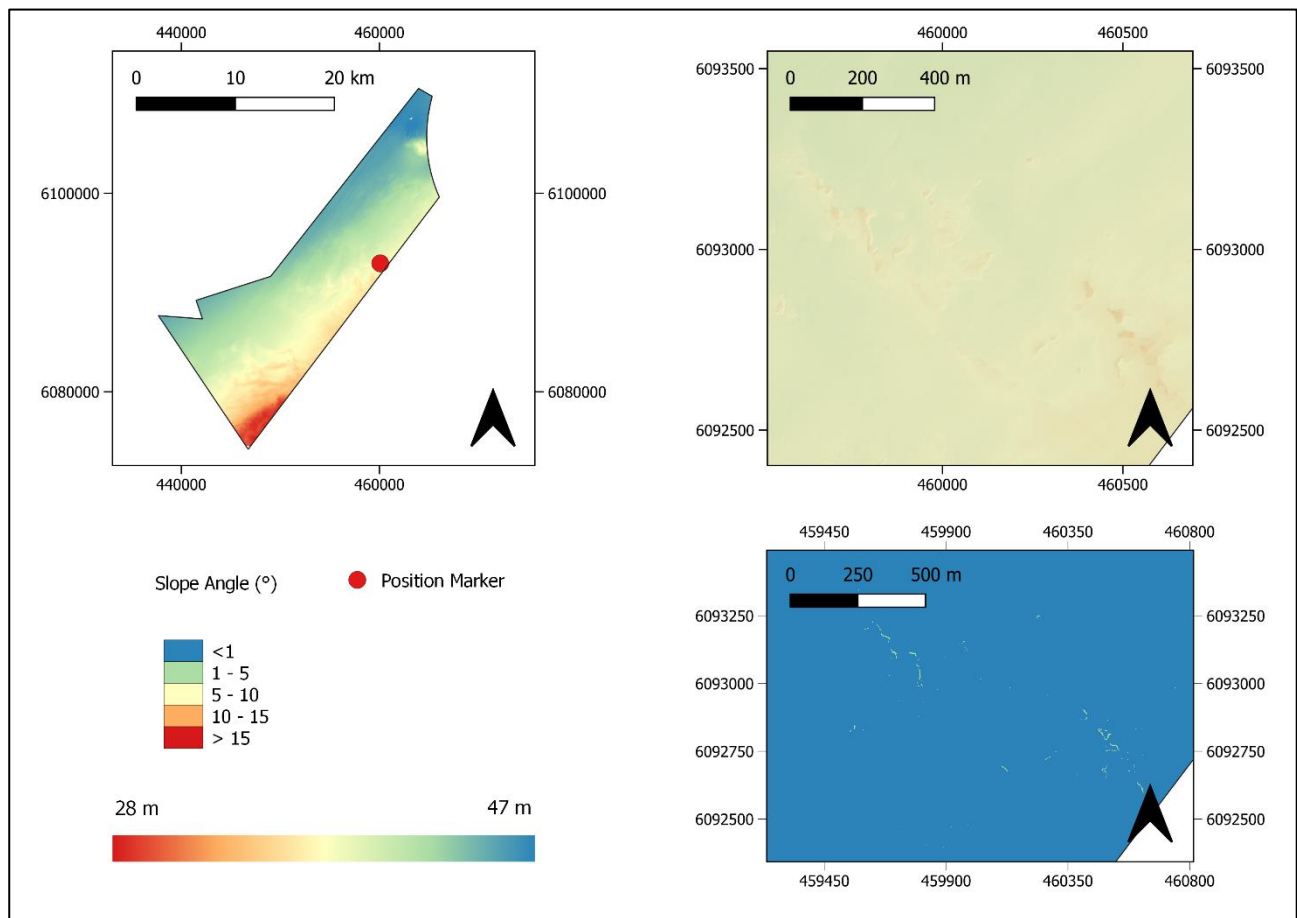 440000 460000
0 10 20 km
6100000 6100000
6080000 6080000
440000 460000
460000 460500
6093500 6093500
0 200 400 m
6093000 6093000
6092500 6092500
460000 460500
Slope Angle (°)
Position Marker
<1
1 - 5
5 - 10
10 - 15
> 15
28 m 47 m
459450 459900 460350 460800
0 250 500 m
6093250 6093250
6093000 6093000
6092750 6092750
6092500 6092500
459450 459900 460350 460800